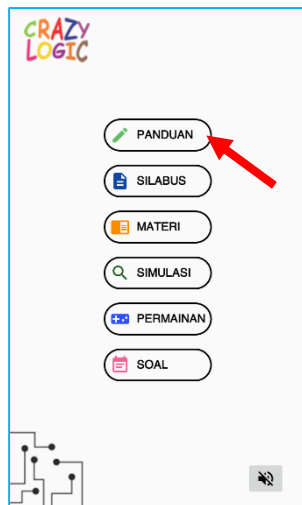 CRAZY
LOGIC
PANDUAN
SILABUS
MATERI
SIMULASI
PERMAINAN
SOAL